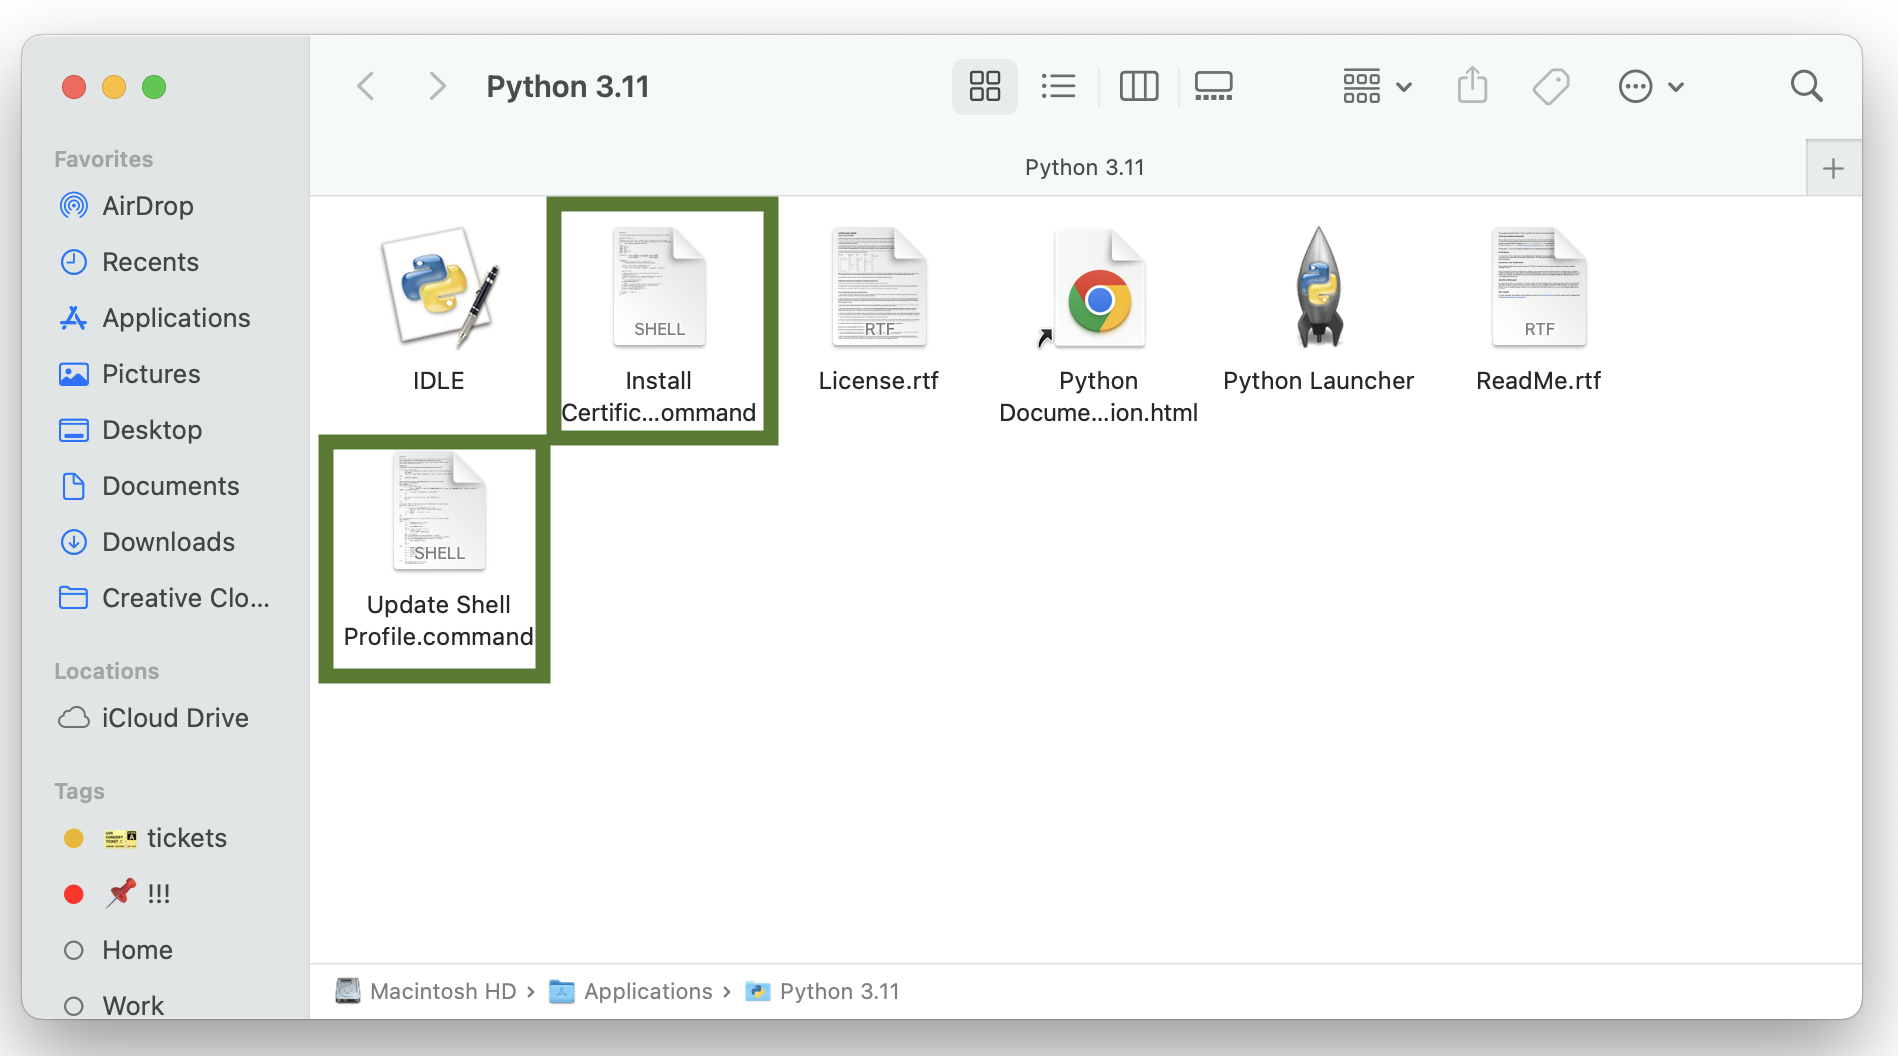 Python 3.11
Python 3.11
Favorites
AirDrop
Recents
Applications
Pictures
Desktop
Documents
Downloads
Creative Clo...
Locations
iCloud Drive
Tags
tickets
!!!
Home
Work
IDLE
SHELL
Install
Certific...ommand
RTF
License.rtf
Python
Docume...ion.html
Python Launcher
RTF
ReadMe.rtf
SHELL
Update Shell
Profile.command
Macintosh HD › Applications › Python 3.11